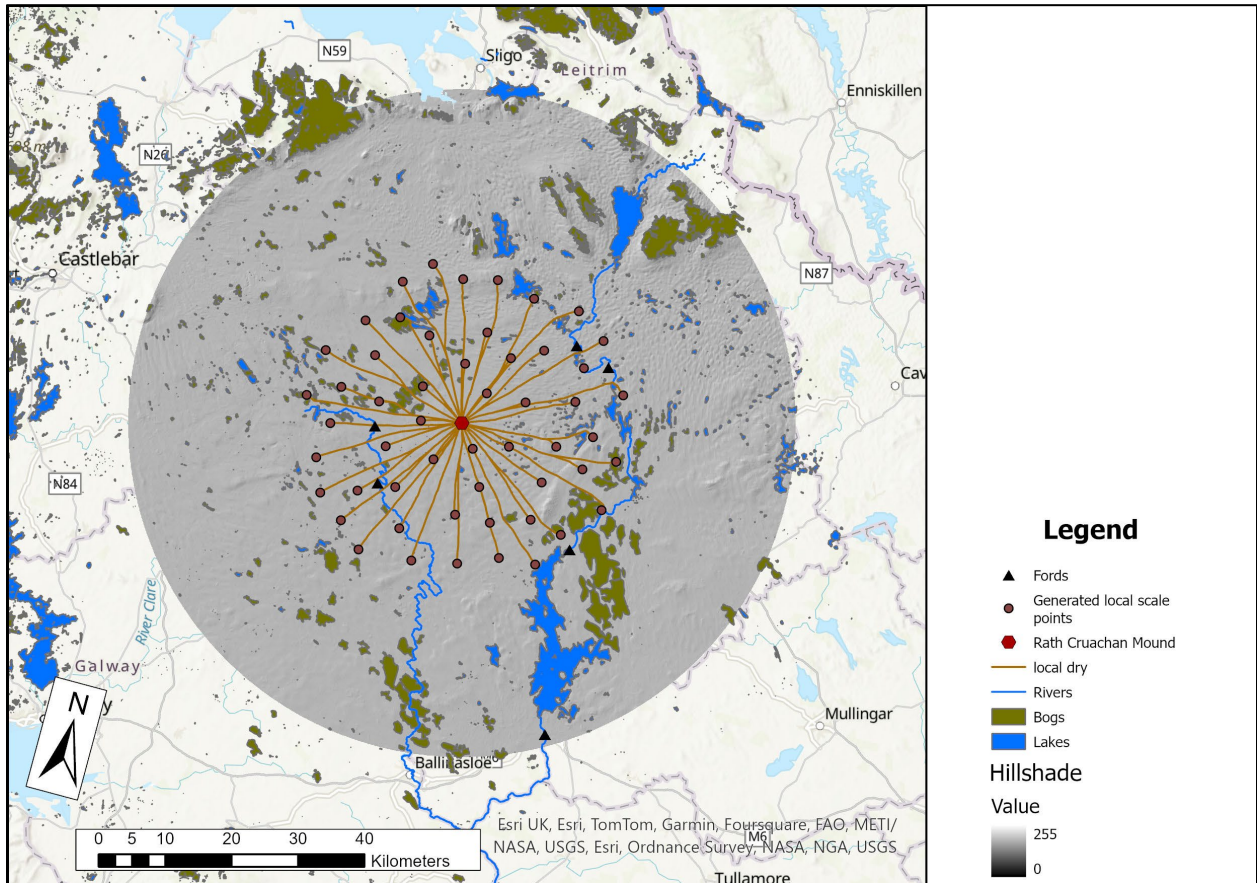 N59
Sligo
Leitrim
Enniskillen
N26
Castlebar
N87
N84
River Clare
Galway
N
y
Mullingar
Ballinasloe
0 5 10 20 30 40
Kilometers
Esri UK, Esri, TomTom, Garmin, Foursquare, FAO, METI/
NASA, USGS, Esri, Ordnance Survey, NASA, NGA, USGS
M6
Tullamore
Cav
Legend
Fords
Generated local scale
points
Rath Cruachan Mound
local dry
Rivers
Bogs
Lakes
Hillshade
Value
255
0